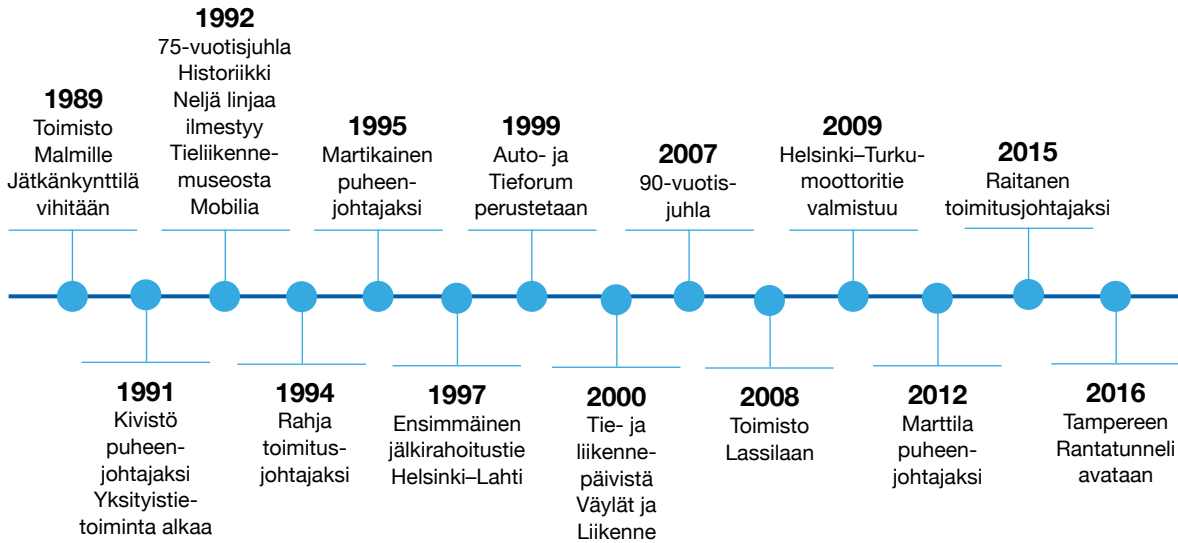 1989
Toimisto
Malmille
Jätkänkynttilä
vihitään
1991
Kivistö
puheen-
johtajaksi
Yksityistie-
toiminta alkaa
1992
75-vuotisjuhla
Historiikki
Neljä linjaa
ilmestyy
Tieliikenne-
museosta
Mobilia
1994
Rahja
toimitus-
johtajaksi
1995
Martikainen
puheen-
johtajaksi
1997
Ensimmäinen
jälkirahoitustie
Helsinki–Lahti
1999
Auto- ja
Tieforum
perustetaan
2000
Tie- ja
liikenne-
päivistä
Väylät ja
Liikenne
2007
90-vuotis-
juhla
2008
Toimisto
Lassilaan
2009
Helsinki–Turku-
moottoritie
valmistuu
2012
Marttila
puheen-
johtajaksi
2015
Raitanen
toimitusjohtajaksi
2016
Tampereen
Rantatunneli
avataan